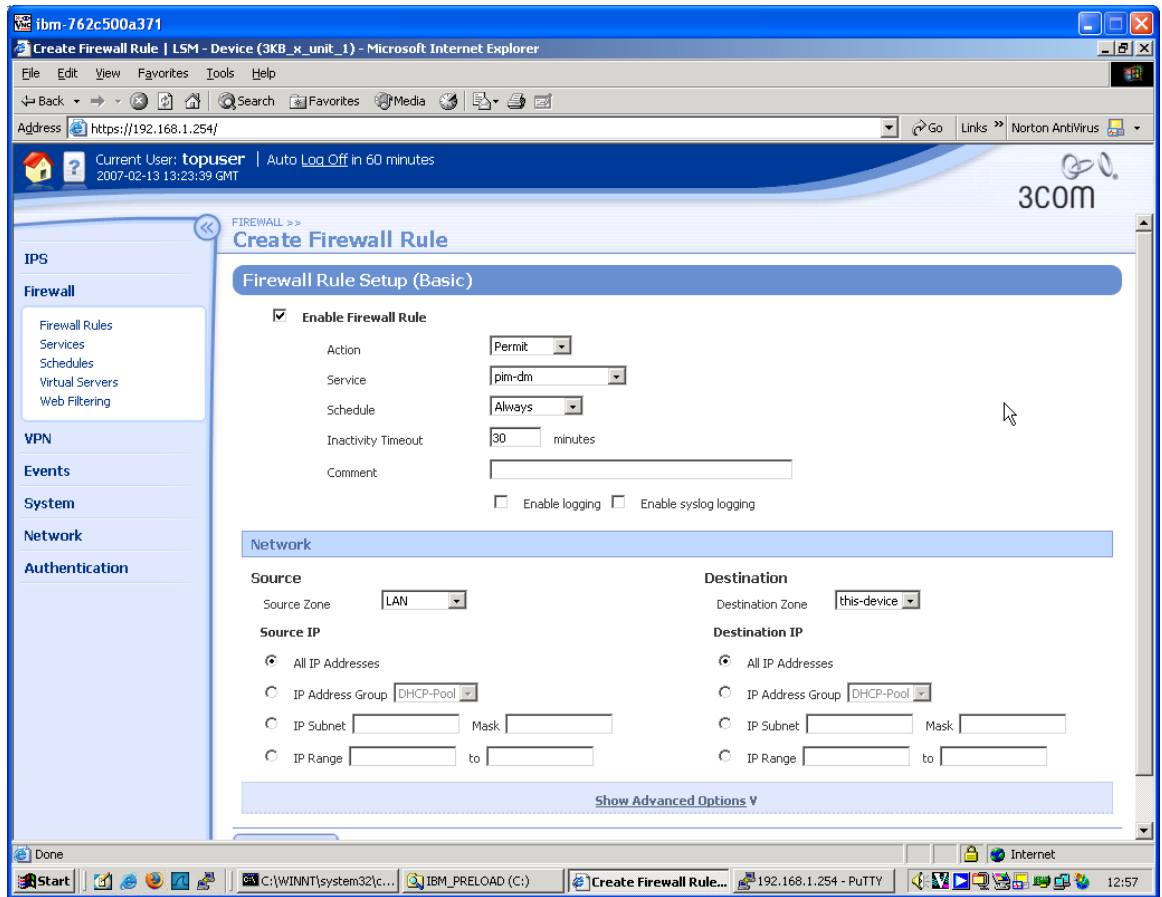 ibm-762c500a371
Create Firewall Rule | LSM - Device (3KB_x_unit_1) - Microsoft Internet Explorer
File Edit View Favorites Tools Help
Back Search Favorites Media
Address https://192.168.1.254/ Go Links » Norton AntiVirus
Current User: topuser | Auto Log Off in 60 minutes
2007-02-13 13:23:39 GMT
3COM
FIREWALL >>
Create Firewall Rule
IPS
Firewall
Firewall Rules
Services
Schedules
Virtual Servers
Web Filtering
VPN
Events
System
Network
Authentication
Firewall Rule Setup (Basic)
Enable Firewall Rule
Action Permit
Service pim-dm
Schedule Always
Inactivity Timeout 30 minutes
Comment
Enable logging Enable syslog logging
Network
Source
Source Zone LAN
Source IP
All IP Addresses
IP Address Group DHCP-Pool
IP Subnet Mask
IP Range to
Destination
Destination Zone this-device
Destination IP
All IP Addresses
IP Address Group DHCP-Pool
IP Subnet Mask
IP Range to
Show Advanced Options V
Done Internet
Start C:\WINNT\system32\c... IBM_PRELOAD (C:) Create Firewall Rule... 192.168.1.254 - PuTTY 12:57